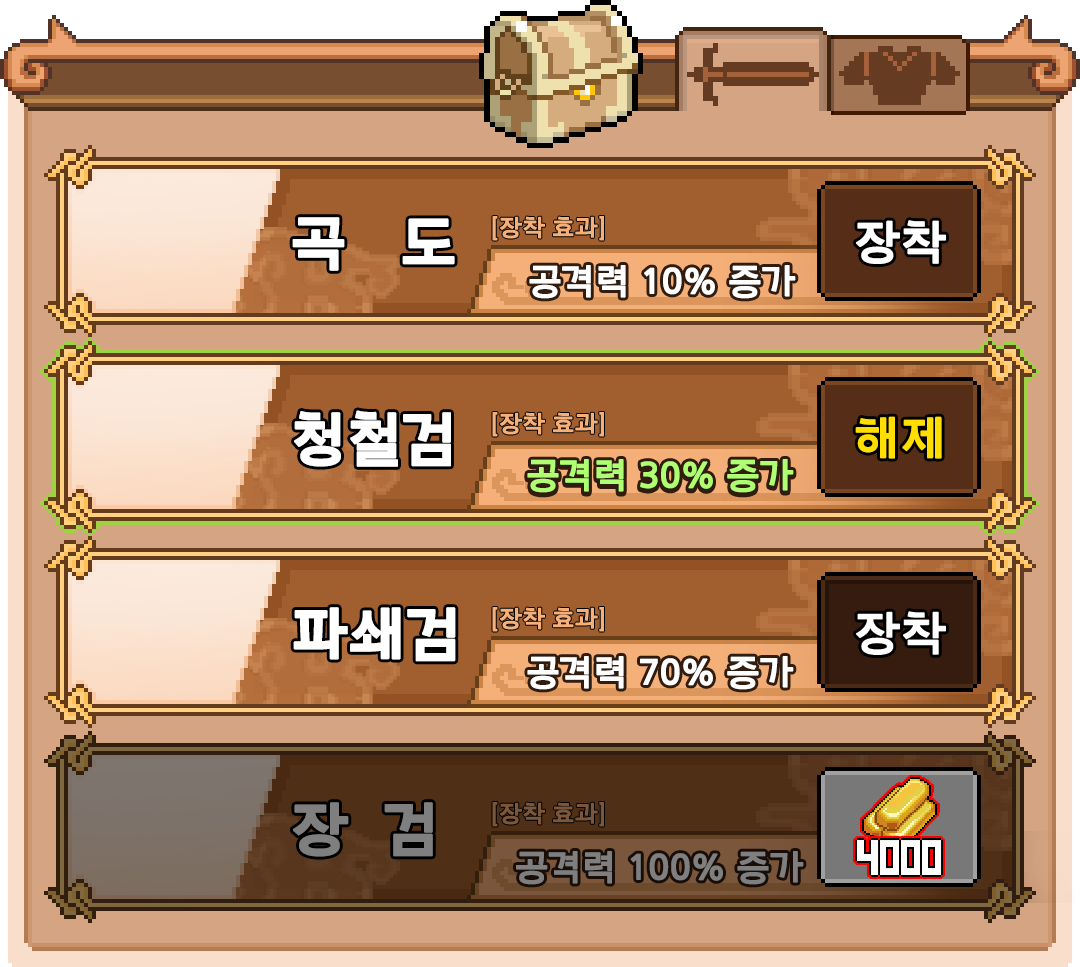 곡 도
[장착 효과]
공격력 10% 증가
장착
청철검
[장착 효과]
공격력 30% 증가
해제
파쇄검
[장착 효과]
공격력 70% 증가
장착
장 검
[장착 효과]
공격력 100% 증가
4000